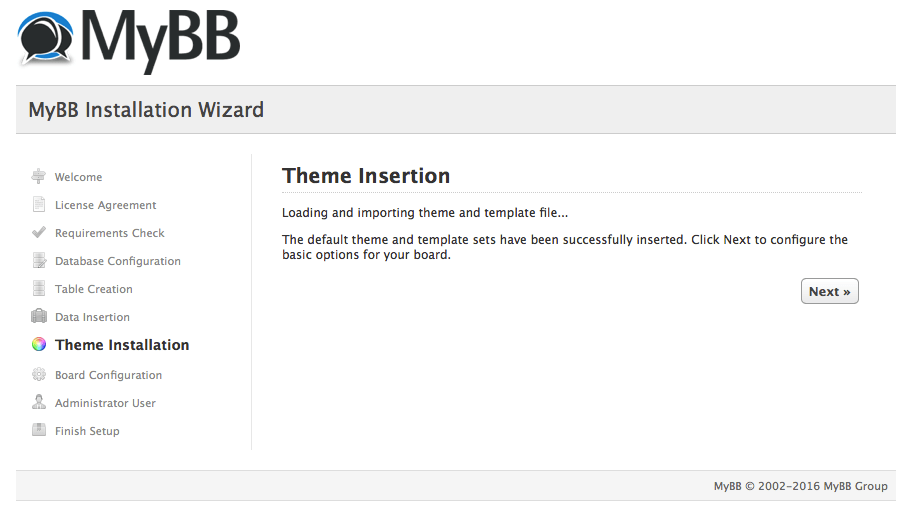 MyBB
MyBB Installation Wizard
Welcome
License Agreement
Requirements Check
Database Configuration
Table Creation
Data Insertion
Theme Installation
Board Configuration
Administrator User
Finish Setup
Theme Insertion
Loading and importing theme and template file...
The default theme and template sets have been successfully inserted. Click Next to configure the
basic options for your board.
Next »
MyBB © 2002-2016 MyBB Group